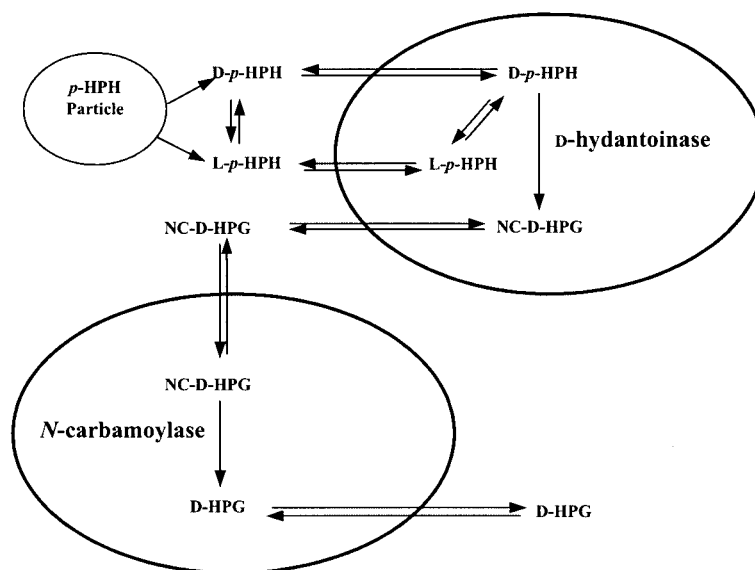 p-HPH
Particle
D-p-HPH
D-p-HPH
D-hydantoinase
L-p-HPH
L-p-HPH
NC-D-HPG
NC-D-HPG
NC-D-HPG
N-carbamoylase
D-HPG
D-HPG